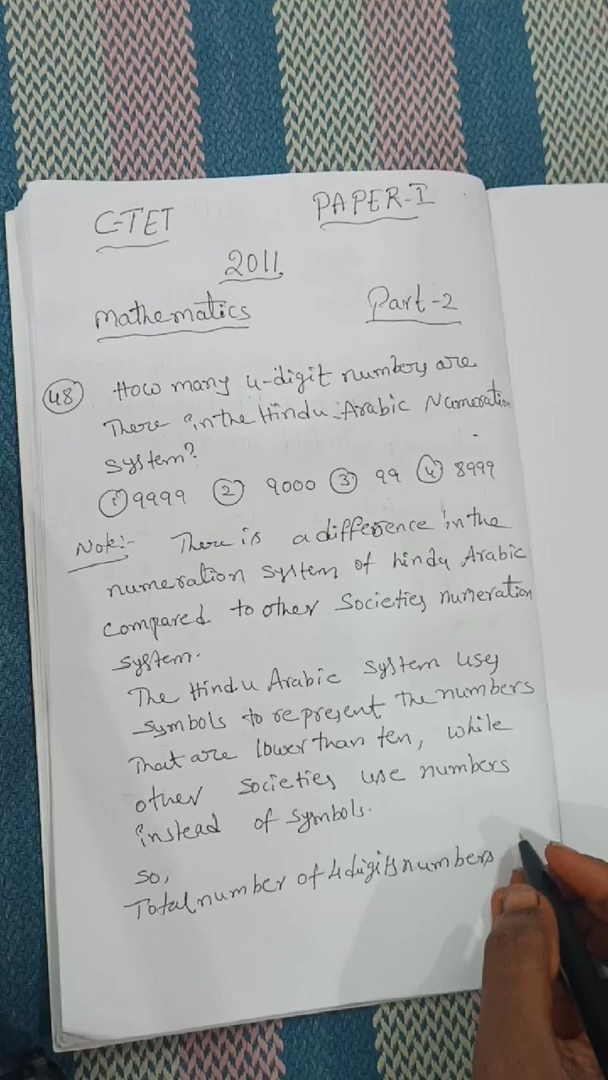 C-TET PAPER-I
2011,
Mathematics Part-2
48 How many 4-digit numbers are
There in the Hindu-Arabic Numeration
system?
① 9999 ② 9000 ③ 99 ④ 8999
Note:- There is a difference in the
numeration system of hindu Arabic
compared to other Societies numeration
system.
The Hindu Arabic system uses
symbols to represent the numbers
That are lower than ten, while
other societies use numbers
instead of symbols.
So,
Total number of 4 digits numbers